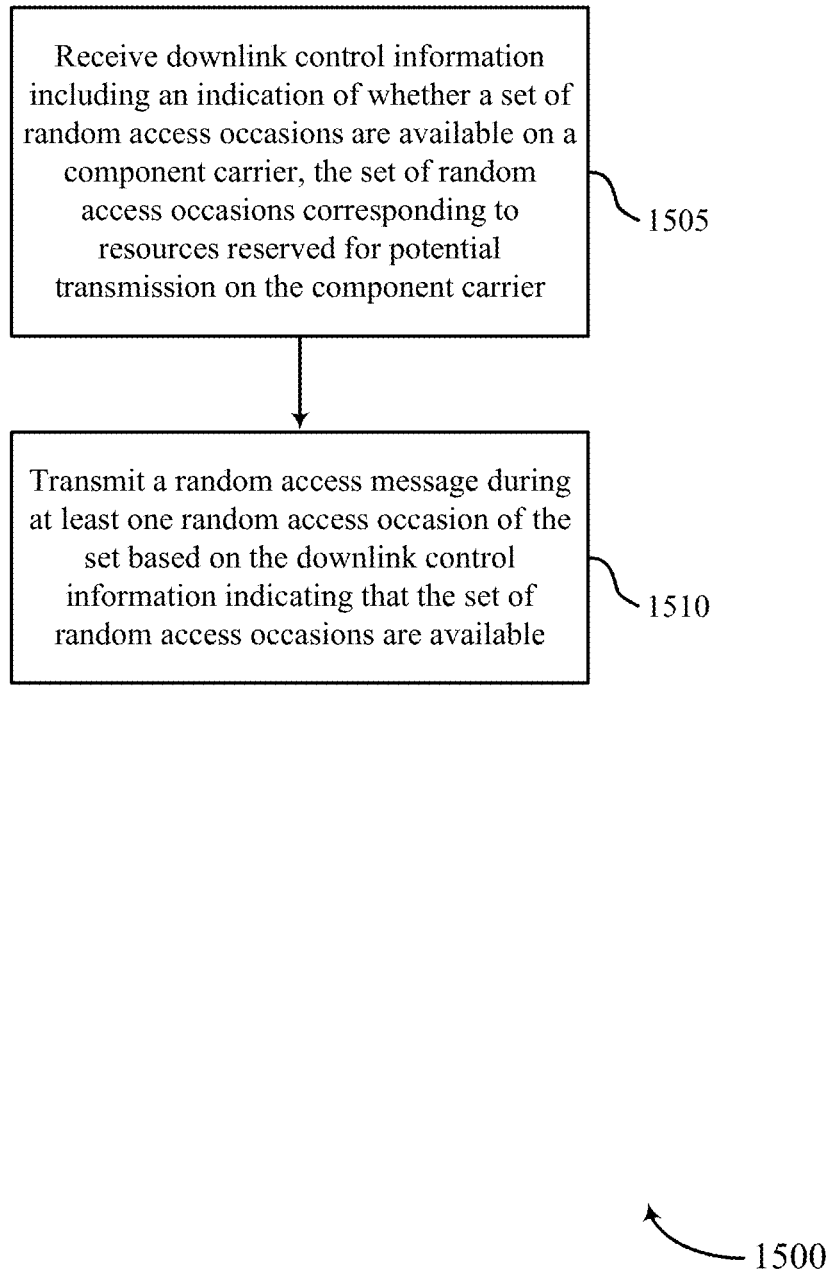 Receive downlink control information
including an indication of whether a set of
random access occasions are available on a
component carrier, the set of random
access occasions corresponding to
resources reserved for potential
transmission on the component carrier
1505
Transmit a random access message during
at least one random access occasion of the
set based on the downlink control
information indicating that the set of
random access occasions are available
1510
1500